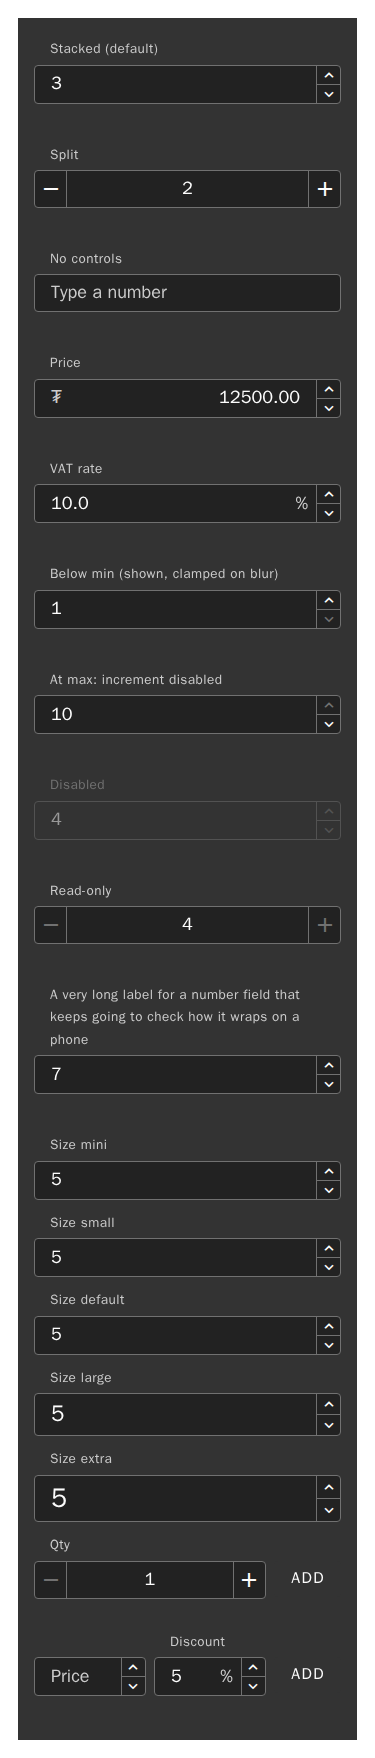 Stacked (default)
3
Split
− 2 +
No controls
Type a number
Price
₮ 12500.00
VAT rate
10.0 %
Below min (shown, clamped on blur)
1
At max: increment disabled
10
Disabled
4
Read-only
− 4 +
A very long label for a number field that
keeps going to check how it wraps on a
phone
7
Size mini
5
Size small
5
Size default
5
Size large
5
Size extra
5
Qty
− 1 + ADD
Discount
Price 5 % ADD